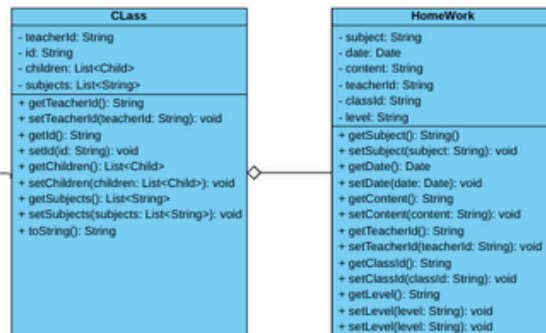 CLass
- teacherId: String
- id: String
- children: List<Child>
- subjects: List<String>
+ getTeacherId(): String
+ setTeacherId(teacherId: String): void
+ getId(): String
+ setId(id: String): void
+ getChildren(): List<Child>
+ setChildren(children: List<Child>): void
+ getSubjects(): List<String>
+ setSubjects(subjects: List<String>): void
+ toString(): String
HomeWork
- subject: String
- date: Date
- content: String
- teacherId: String
- classId: String
- level: String
+ getSubject(): String()
+ setSubject(subject: String): void
+ getDate(): Date
+ setDate(date: Date): void
+ getContent(): String
+ setContent(content: String): void
+ getTeacherId(): String
+ setTeacherId(teacherId: String): void
+ getClassId(): String
+ setClassId(classId: String): void
+ getLevel(): String
+ setLevel(level: String): void
+ setLevel(level: String): void